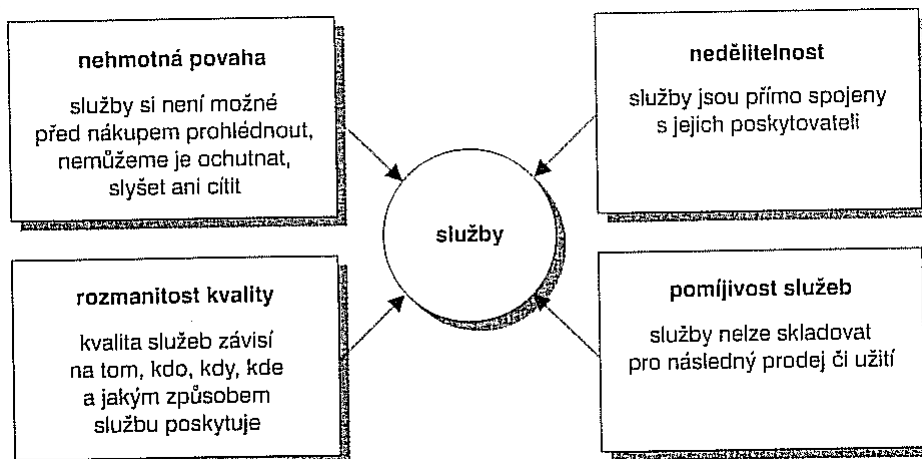 nehmotná povaha
služby si není možné
před nákupem prohlédnout,
nemůžeme je ochutnat,
slyšet ani cítit
nedělitelnost
služby jsou přímo spojeny
s jejich poskytovateli
služby
rozmanitost kvality
kvalita služeb závisí
na tom, kdo, kdy, kde
a jakým způsobem
službu poskytuje
pomíjivost služeb
služby nelze skladovat
pro následný prodej či užití